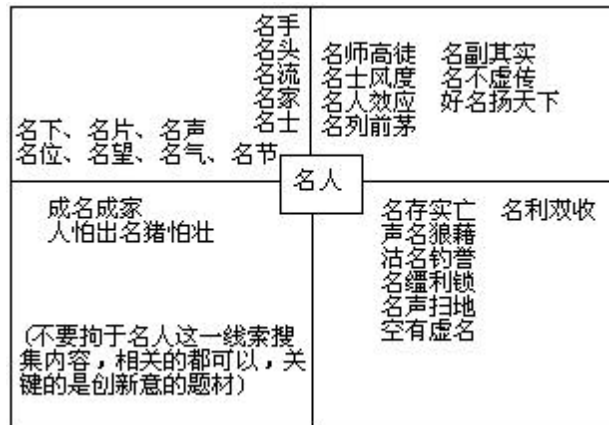 名手
名头
名流
名家
名士
名下、名片、名声
名位、名望、名气、名节
名师高徒 名副其实
名士风度 名不虚传
名人效应 好名扬天下
名列前茅
名人
成名成家
人怕出名猪怕壮
(不要拘于名人这一线索搜
集内容，相关的都可以，关
键的是创新意的题材)
名存实亡 名利双收
声名狼藉
沽名钓誉
名缰利锁
名声扫地
空有虚名